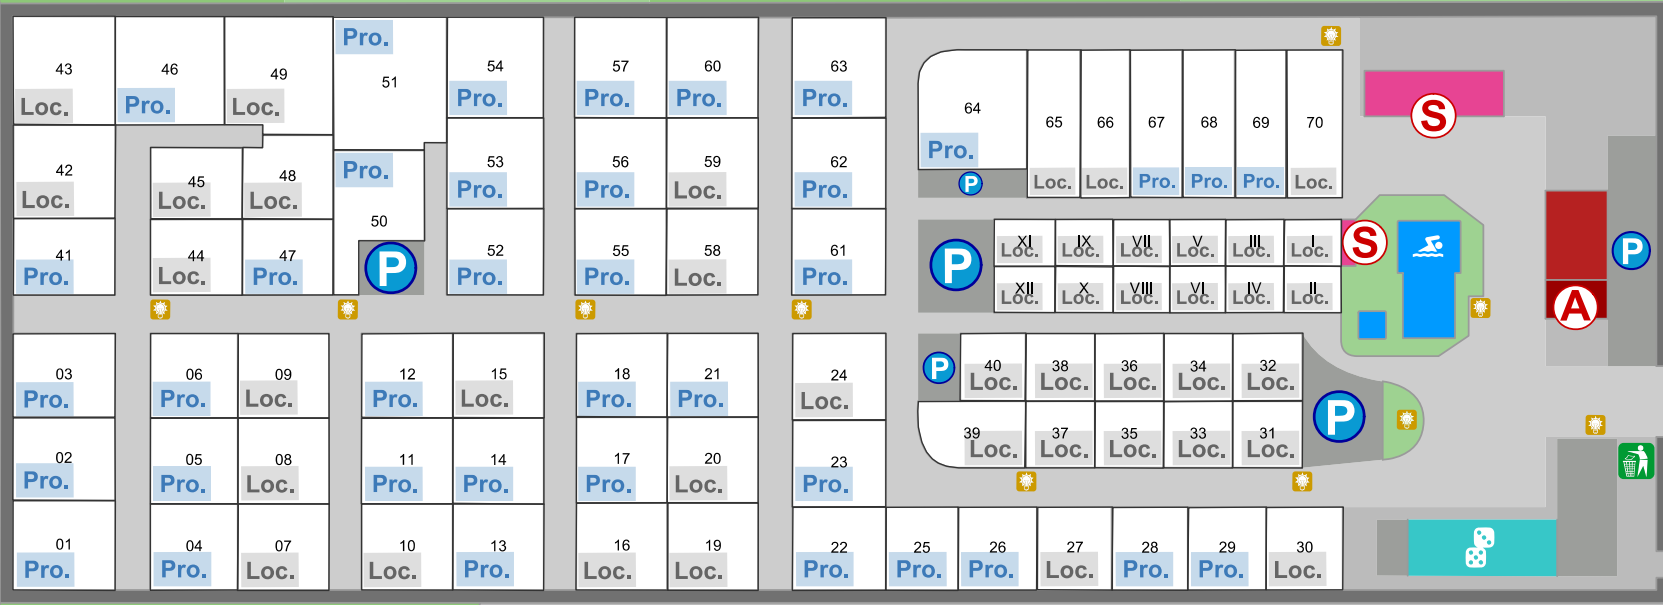 43
Loc.
46
Pro.
49
Loc.
Pro.
51
54
Pro.
57
Pro.
60
Pro.
63
Pro.
64
Pro.
65
Loc.
66
Loc.
67
Pro.
68
Pro.
69
Pro.
70
Loc.
S
42
Loc.
45
Loc.
48
Loc.
Pro.
50
53
Pro.
56
Pro.
59
Loc.
62
Pro.
P
41
Pro.
44
Loc.
47
Pro.
P
52
Pro.
55
Pro.
58
Loc.
61
Pro.
P
XI
Loc.
IX
Loc.
VII
Loc.
V
Loc.
III
Loc.
I
Loc.
S
P
XII
Loc.
X
Loc.
VIII
Loc.
VI
Loc.
IV
Loc.
II
Loc.
A
03
Pro.
06
Pro.
09
Loc.
12
Pro.
15
Loc.
18
Pro.
21
Pro.
24
Loc.
P
40
Loc.
38
Loc.
36
Loc.
34
Loc.
32
Loc.
P
02
Pro.
05
Pro.
08
Loc.
11
Pro.
14
Pro.
17
Pro.
20
Loc.
23
Pro.
39
Loc.
37
Loc.
35
Loc.
33
Loc.
31
Loc.
01
Pro.
04
Pro.
07
Loc.
10
Loc.
13
Pro.
16
Loc.
19
Loc.
22
Pro.
25
Pro.
26
Pro.
27
Loc.
28
Pro.
29
Pro.
30
Loc.